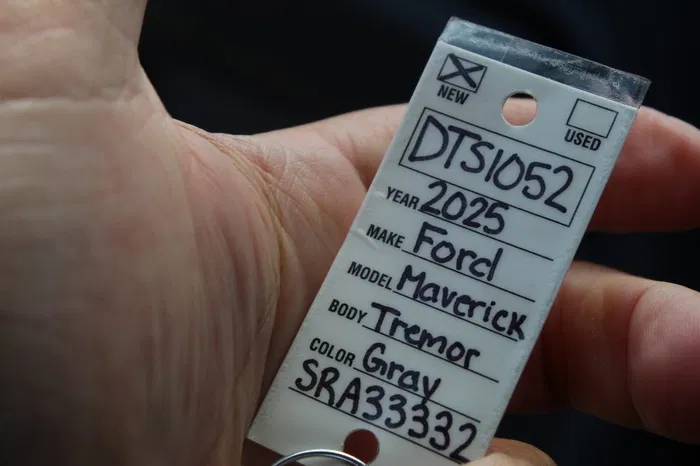 NEW
USED
DTS1052
YEAR 2025
MAKE Ford
MODEL Maverick
BODY Tremor
COLOR Gray
SRA33332